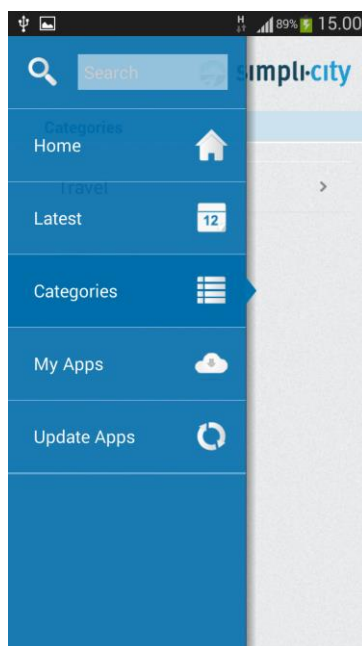 H 89% 15.00
Search
simpli-city
Categories
Home
Travel
Latest
12
Categories
My Apps
Update Apps